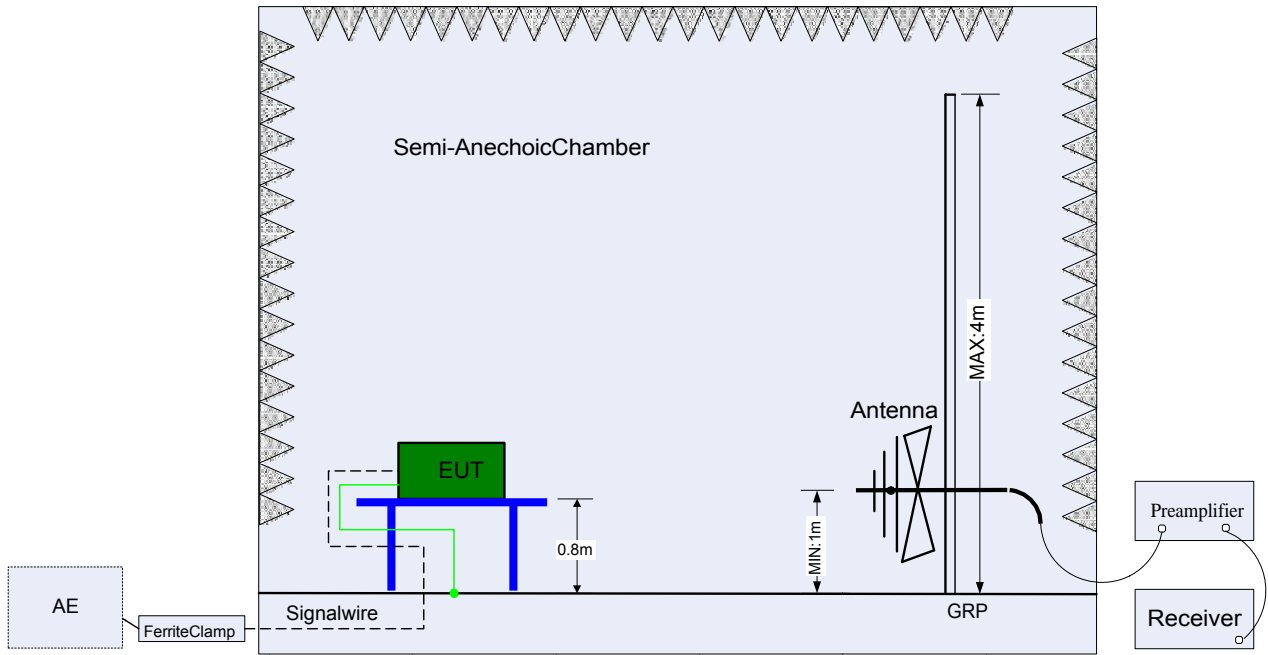 Semi-AnechoicChamber
MAX:4m
Antenna
EUT
Preamplifier
0.8m
MIN:1m
AE
Signalwire
GRP
FerriteClamp
Receiver